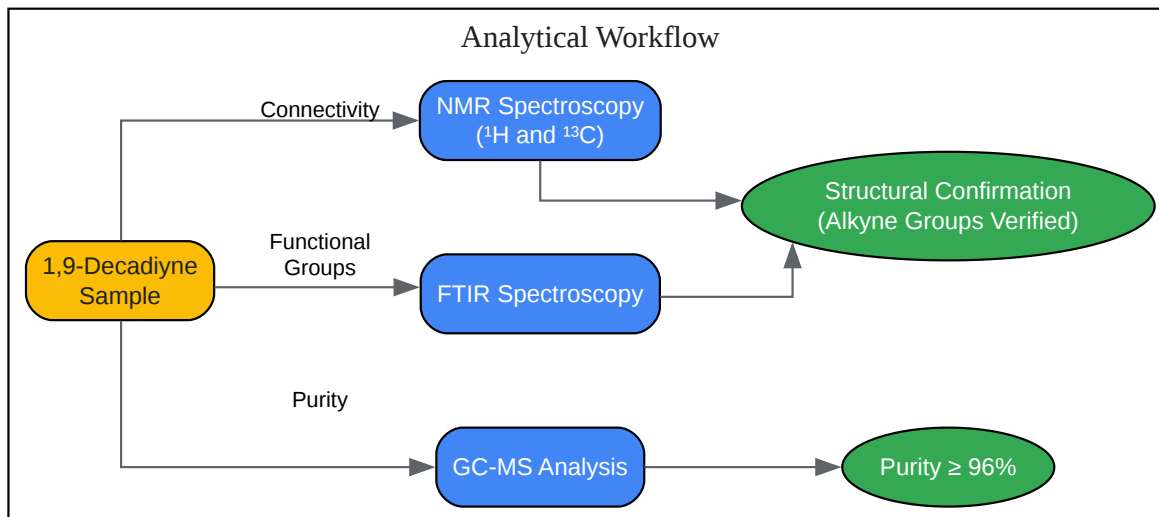 Analytical Workflow
Connectivity
NMR Spectroscopy
(¹H and ¹³C)
Structural Confirmation
(Alkyne Groups Verified)
1,9-Decadiyne
Sample
Functional
Groups
FTIR Spectroscopy
Purity
GC-MS Analysis
Purity ≥ 96%